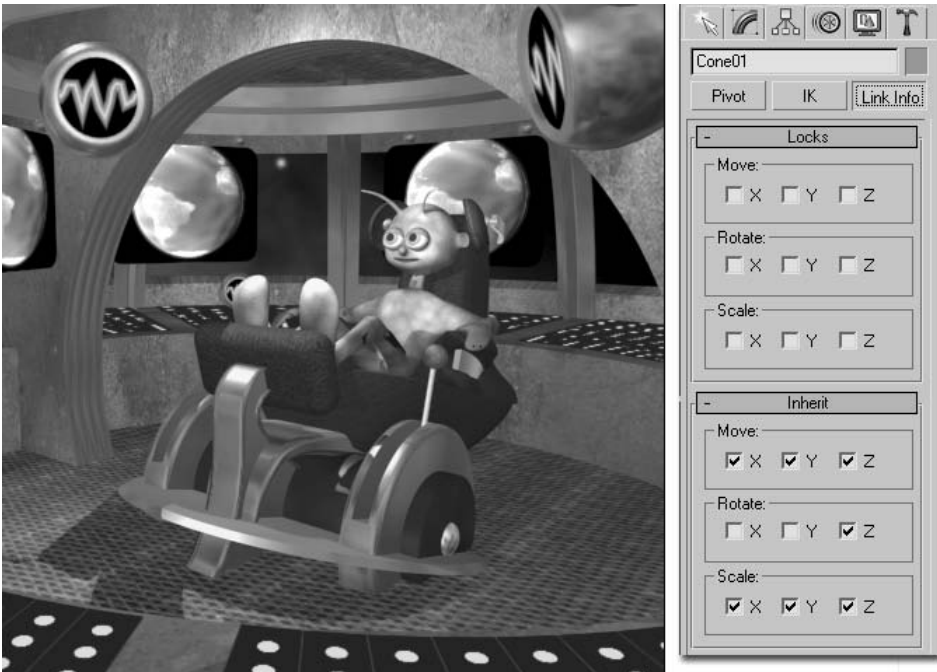 Cone01
Pivot IK Link Info
- Locks
Move:
X Y Z
Rotate:
X Y Z
Scale:
X Y Z
- Inherit
Move:
X Y Z
Rotate:
X Y Z
Scale:
X Y Z